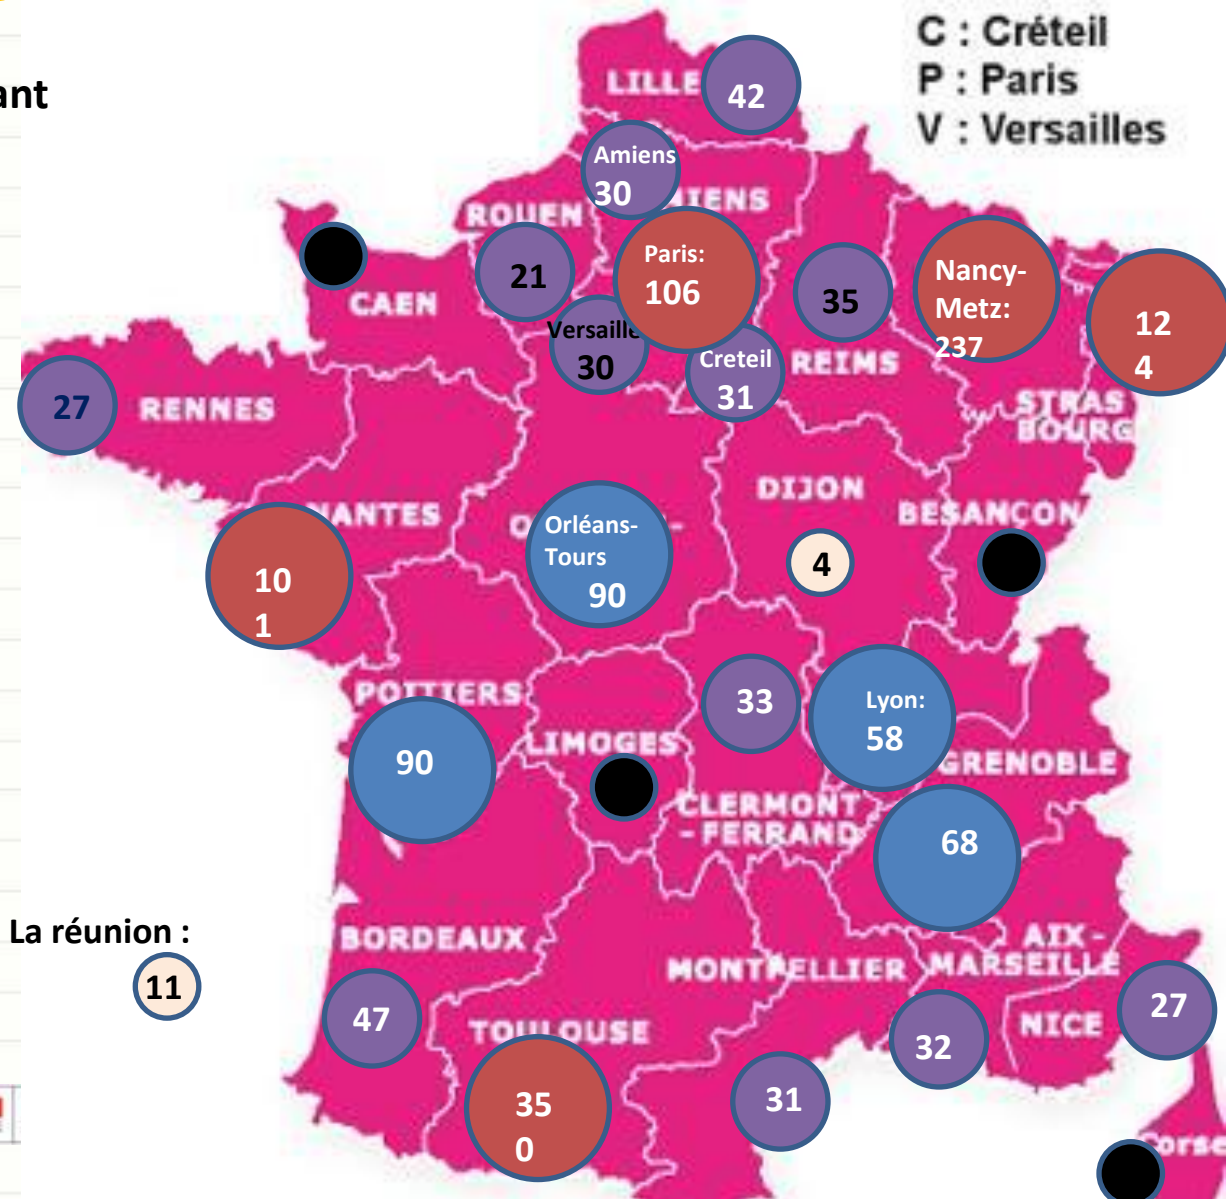 C : Créteil
P : Paris
V : Versailles
ant
LILLE
42
Amiens
30
IENS
ROUEN
21
Paris:
106
35
Nancy-
Metz:
237
12
4
CAEN
Versaille
30
Creteil
31
REIMS
27
RENNES
STRAS
BOURG
NANTES
10
1
O
-
Orléans-
Tours
90
DIJON
4
BESANCON
POITIERS
90
LIMOGES
33
Lyon:
58
GRENOBLE
CLERMONT
-FERRAND
68
La réunion :
11
BORDEAUX
47
MONTPELLIER
AIX-
MARSEILLE
TOULOUSE
35
0
31
32
NICE
27
Corse